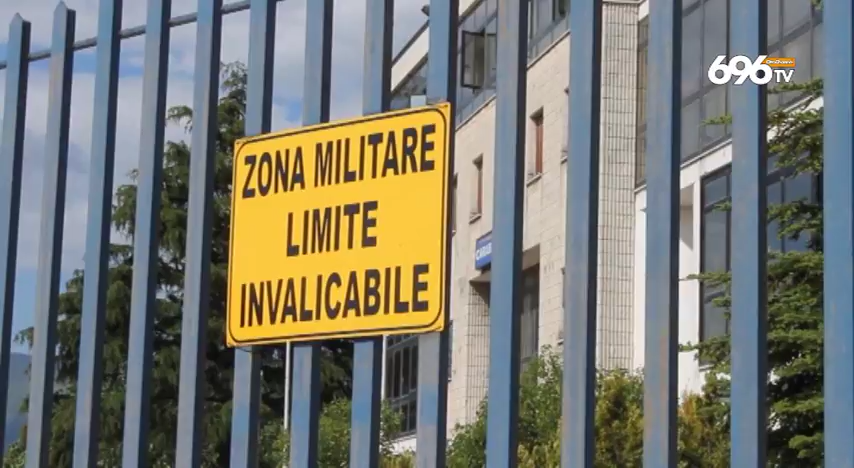 696
TV
ZONA MILITARE
LIMITE
INVALICABILE